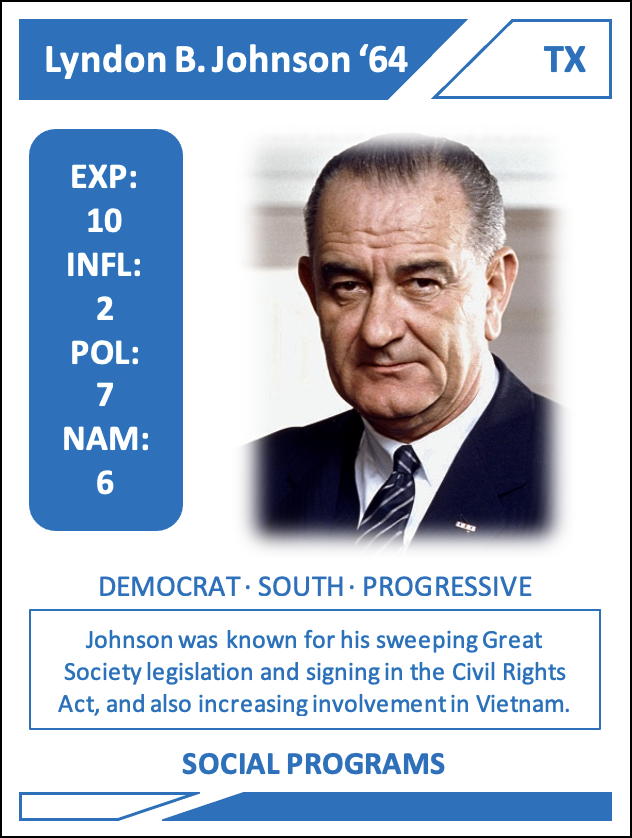 Lyndon B. Johnson ‘64
TX
EXP:
10
INFL:
2
POL:
7
NAM:
6
DEMOCRAT · SOUTH · PROGRESSIVE
Johnson was known for his sweeping Great
Society legislation and signing in the Civil Rights
Act, and also increasing involvement in Vietnam.
SOCIAL PROGRAMS